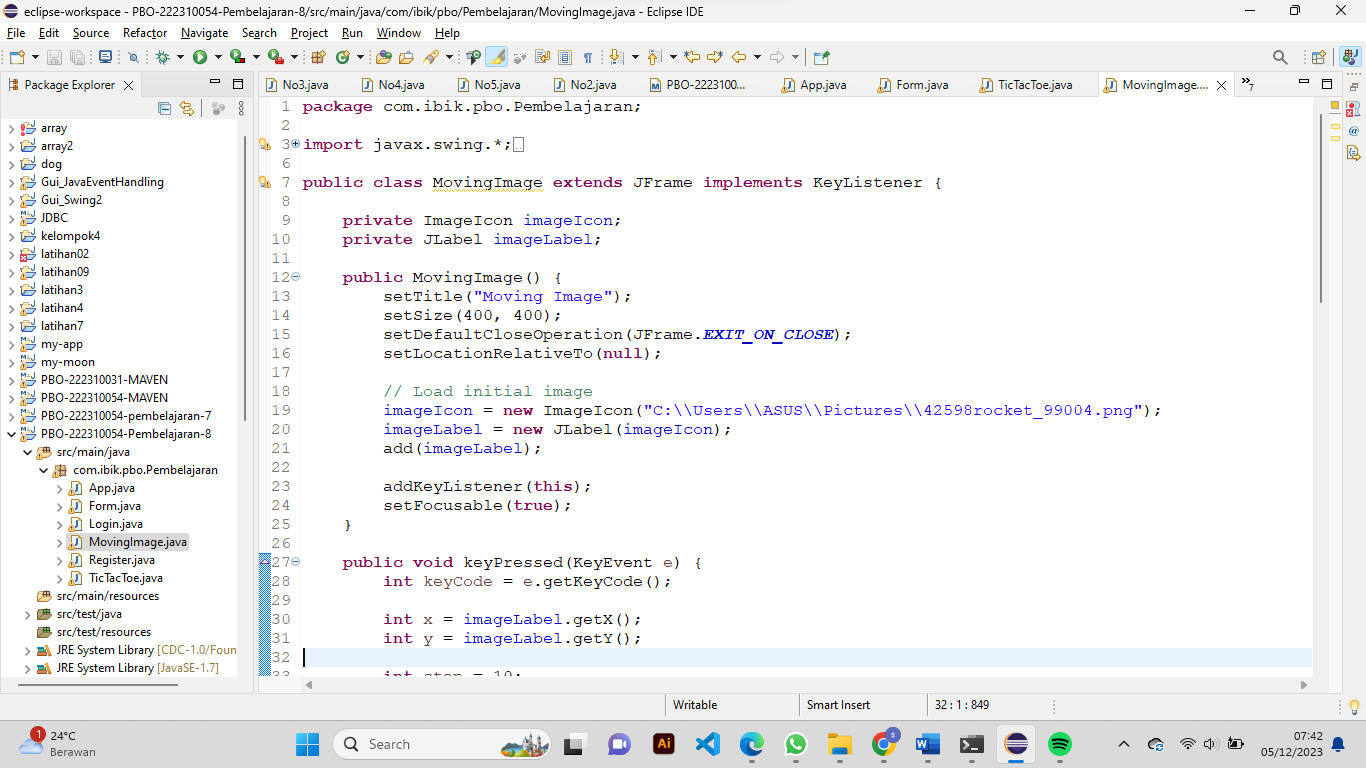 eclipse-workspace - PBO-222310054-Pembelajaran-8/src/main/java/com/ibik/pbo/Pembelajaran/MovingImage.java - Eclipse IDE
File Edit Source Refactor Navigate Search Project Run Window Help
Package Explorer
No3.java No4.java No5.java No2.java PBO-2223100... App.java Form.java TicTacToe.java MovingImage.... 7
array
array2
dog
Gui_JavaEventHandling
Gui_Swing2
JDBC
kelompok4
latihan02
latihan09
latihan3
latihan4
latihan7
my-app
my-moon
PBO-222310031-MAVEN
PBO-222310054-MAVEN
PBO-222310054-pembelajaran-7
PBO-222310054-Pembelajaran-8
src/main/java
com.ibik.pbo.Pembelajaran
App.java
Form.java
Login.java
MovingImage.java
Register.java
TicTacToe.java
src/main/resources
src/test/java
src/test/resources
JRE System Library [CDC-1.0/Foun
JRE System Library [JavaSE-1.7]
1 package com.ibik.pbo.Pembelajaran;
2
3 import javax.swing.*;
6
7 public class MovingImage extends JFrame implements KeyListener {
8
9 private ImageIcon imageIcon;
10 private JLabel imageLabel;
11
12 public MovingImage() {
13 setTitle("Moving Image");
14 setSize(400, 400);
15 setDefaultCloseOperation(JFrame.EXIT_ON_CLOSE);
16 setLocationRelativeTo(null);
17
18 // Load initial image
19 imageIcon = new ImageIcon("C:\\Users\\ASUS\\Pictures\\42598rocket_99004.png");
20 imageLabel = new JLabel(imageIcon);
21 add(imageLabel);
22
23 addKeyListener(this);
24 setFocusable(true);
25 }
26
27 public void keyPressed(KeyEvent e) {
28 int keyCode = e.getKeyCode();
29
30 int x = imageLabel.getX();
31 int y = imageLabel.getY();
32
33 int step = 10;
Writable Smart Insert 32 : 1 : 849
1
24°C
Berawan
Search
Ai
S
07:42
05/12/2023